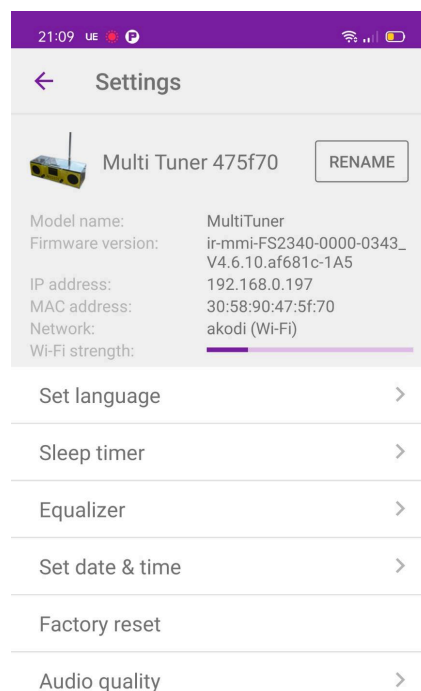 21:09 UE P
Settings
Multi Tuner 475f70 RENAME
Model name: MultiTuner
Firmware version: ir-mmi-FS2340-0000-0343_
V4.6.10.af681c-1A5
IP address: 192.168.0.197
MAC address: 30:58:90:47:5f:70
Network: akodi (Wi-Fi)
Wi-Fi strength:
Set language
Sleep timer
Equalizer
Set date & time
Factory reset
Audio quality